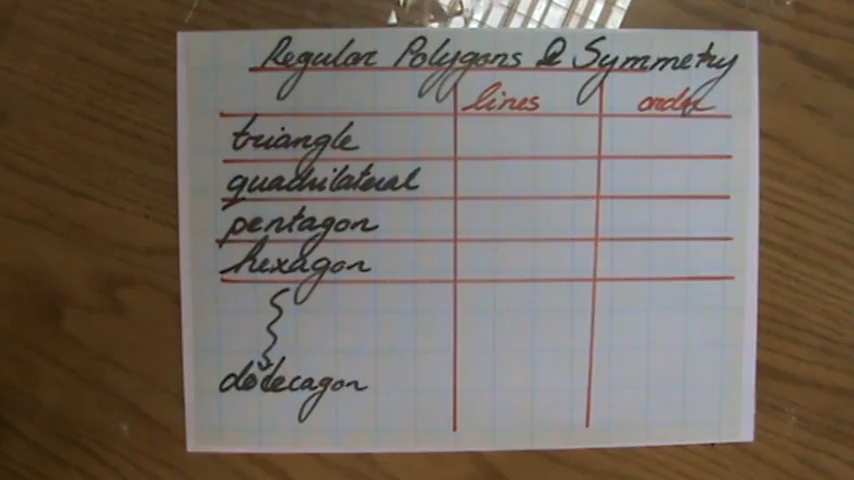 Regular Polygons & Symmetry
lines order
triangle
quadrilateral
pentagon
hexagon
dodecagon